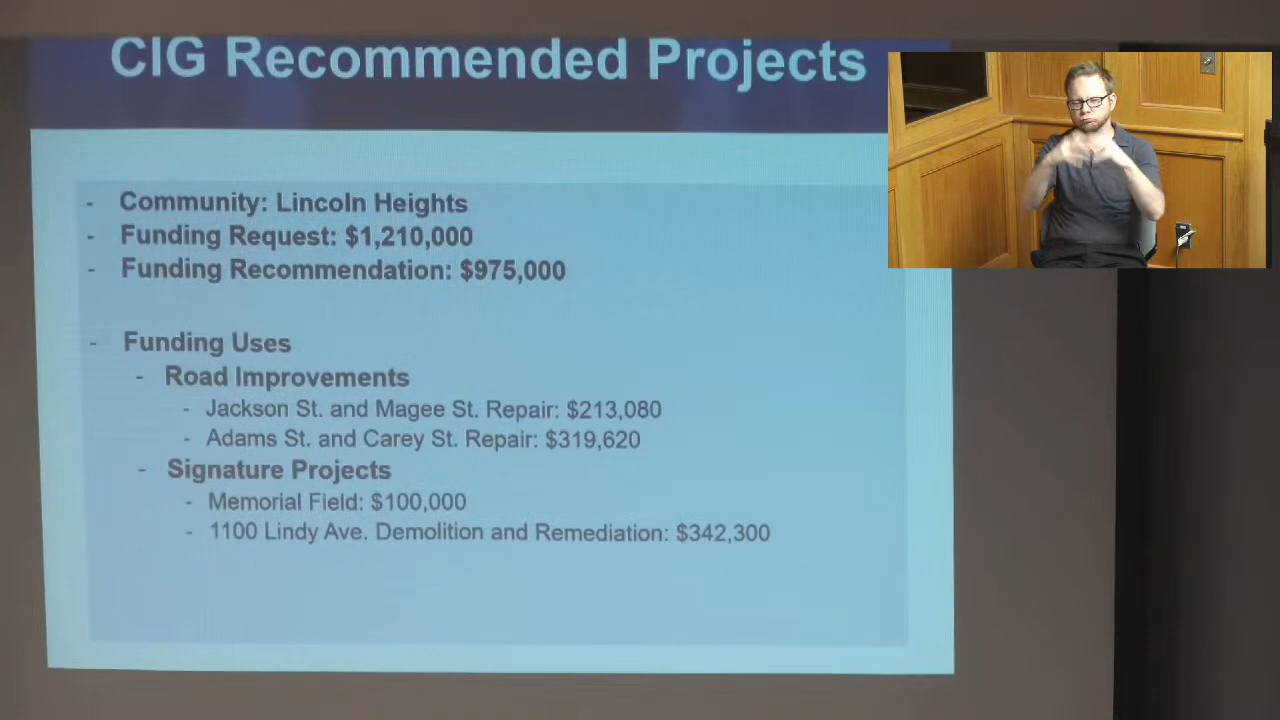 CIG Recommended Projects
- Community: Lincoln Heights
- Funding Request: $1,210,000
- Funding Recommendation: $975,000
- Funding Uses
- Road Improvements
- Jackson St. and Magee St. Repair: $213,080
- Adams St. and Carey St. Repair: $319,620
- Signature Projects
- Memorial Field: $100,000
- 1100 Lindy Ave. Demolition and Remediation: $342,300